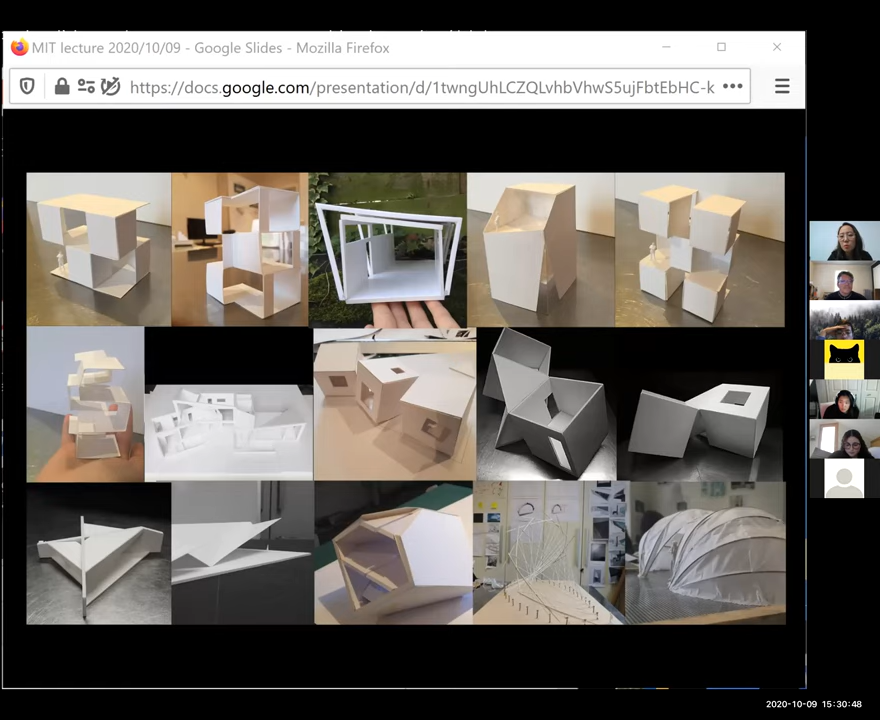 MIT lecture 2020/10/09 - Google Slides - Mozilla Firefox
https://docs.google.com/presentation/d/1twngUhLCZQLvhbVhwS5ujFbtEbHC-k
2020-10-09 15:30:48